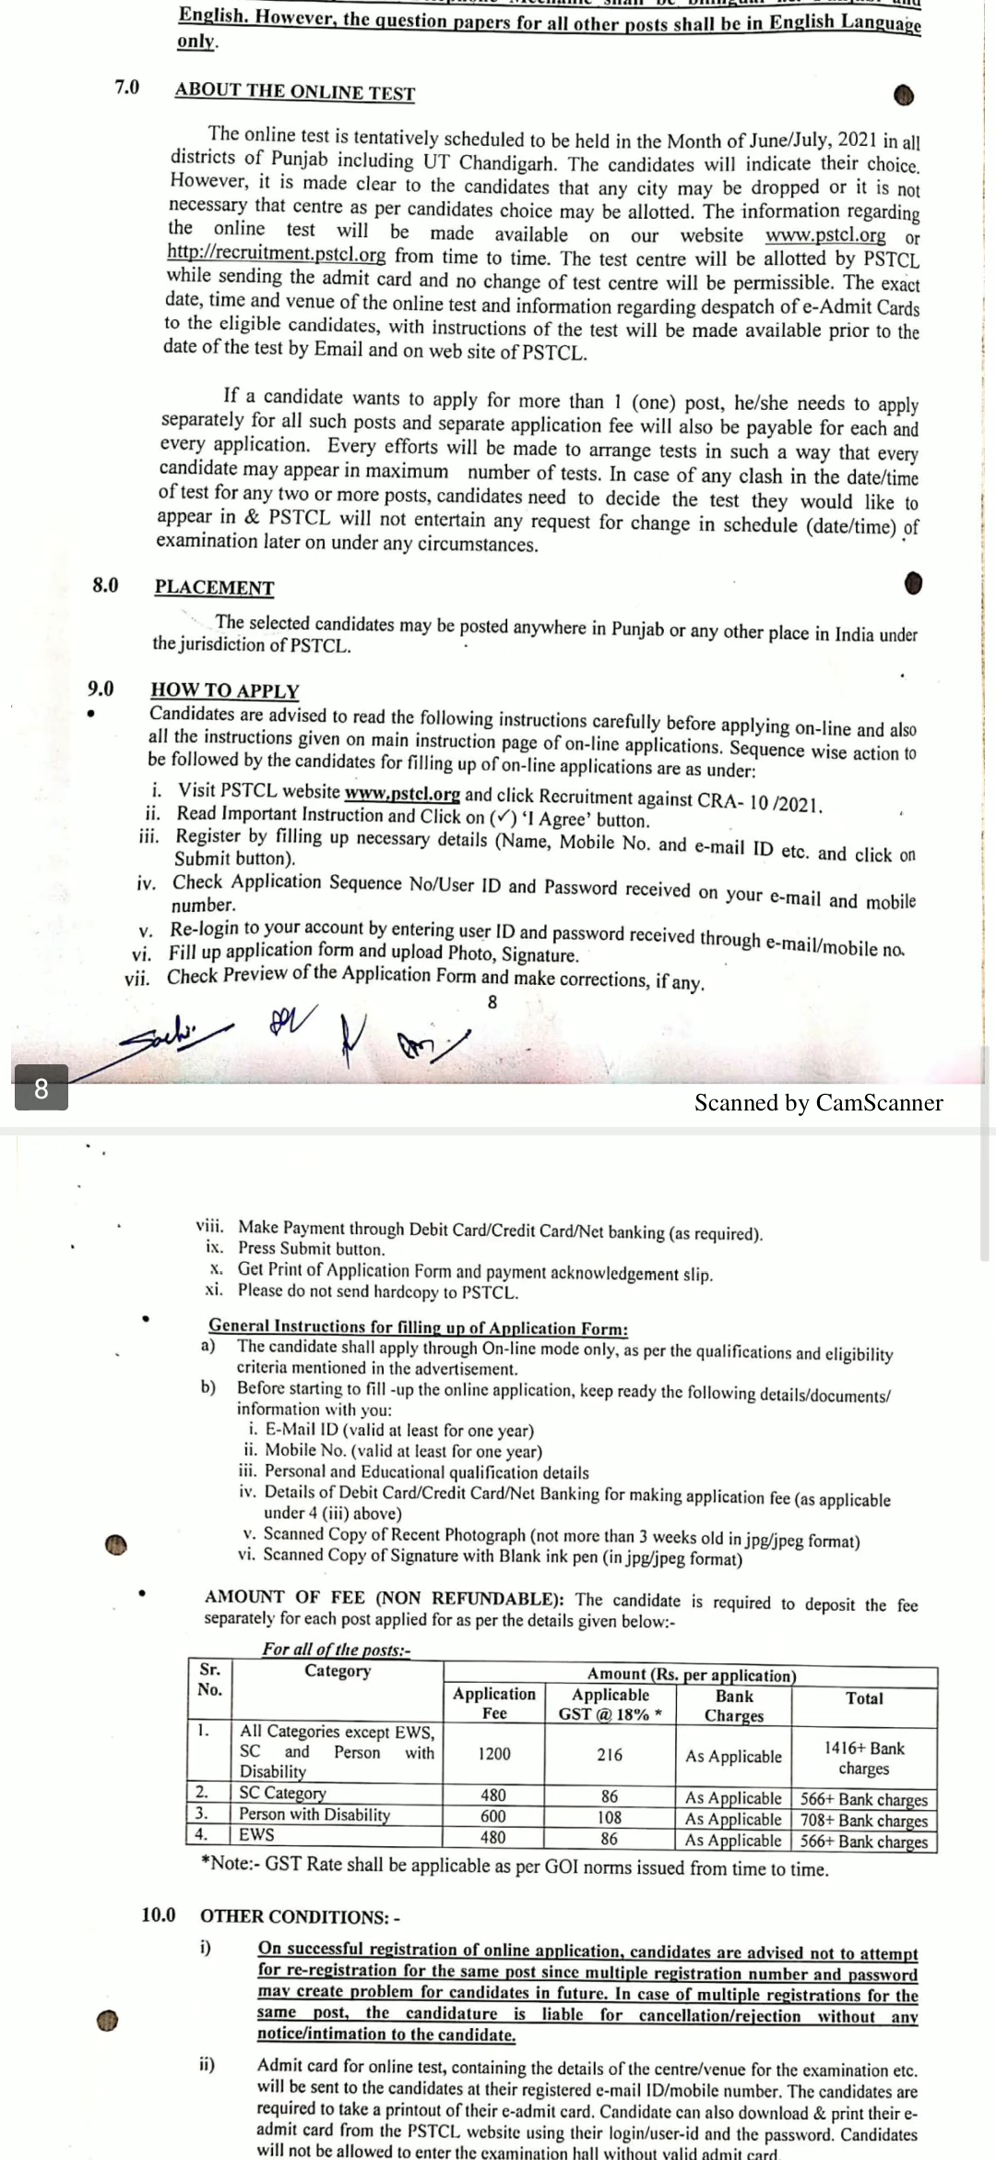 English. However, the question papers for all other posts shall be in English Language
only.
7.0 ABOUT THE ONLINE TEST
The online test is tentatively scheduled to be held in the Month of June/July, 2021 in all
districts of Punjab including UT Chandigarh. The candidates will indicate their choice.
However, it is made clear to the candidates that any city may be dropped or it is not
necessary that centre as per candidates choice may be allotted. The information regarding
the online test will be made available on our website www.pstcl.org or
http://recruitment.pstcl.org from time to time. The test centre will be allotted by PSTCL
while sending the admit card and no change of test centre will be permissible. The exact
date, time and venue of the online test and information regarding despatch of e-Admit Cards
to the eligible candidates, with instructions of the test will be made available prior to the
date of the test by Email and on web site of PSTCL.
If a candidate wants to apply for more than 1 (one) post, he/she needs to apply
separately for all such posts and separate application fee will also be payable for each and
every application. Every efforts will be made to arrange tests in such a way that every
candidate may appear in maximum number of tests. In case of any clash in the date/time
of test for any two or more posts, candidates need to decide the test they would like to
appear in & PSTCL will not entertain any request for change in schedule (date/time) of
examination later on under any circumstances.
8.0 PLACEMENT
The selected candidates may be posted anywhere in Punjab or any other place in India under
the jurisdiction of PSTCL.
9.0 HOW TO APPLY
• Candidates are advised to read the following instructions carefully before applying on-line and also
all the instructions given on main instruction page of on-line applications. Sequence wise action to
be followed by the candidates for filling up of on-line applications are as under:
i. Visit PSTCL website www.pstcl.org and click Recruitment against CRA- 10 /2021.
ii. Read Important Instruction and Click on (✓) ‘I Agree’ button.
iii. Register by filling up necessary details (Name, Mobile No. and e-mail ID etc. and click on
Submit button).
iv. Check Application Sequence No/User ID and Password received on your e-mail and mobile
number.
v. Re-login to your account by entering user ID and password received through e-mail/mobile no.
vi. Fill up application form and upload Photo, Signature.
vii. Check Preview of the Application Form and make corrections, if any.
8
8
Scanned by CamScanner
viii. Make Payment through Debit Card/Credit Card/Net banking (as required).
ix. Press Submit button.
x. Get Print of Application Form and payment acknowledgement slip.
xi. Please do not send hardcopy to PSTCL.
• General Instructions for filling up of Application Form:
a) The candidate shall apply through On-line mode only, as per the qualifications and eligibility
criteria mentioned in the advertisement.
b) Before starting to fill -up the online application, keep ready the following details/documents/
information with you:
i. E-Mail ID (valid at least for one year)
ii. Mobile No. (valid at least for one year)
iii. Personal and Educational qualification details
iv. Details of Debit Card/Credit Card/Net Banking for making application fee (as applicable
under 4 (iii) above)
v. Scanned Copy of Recent Photograph (not more than 3 weeks old in jpg/jpeg format)
vi. Scanned Copy of Signature with Blank ink pen (in jpg/jpeg format)
• AMOUNT OF FEE (NON REFUNDABLE): The candidate is required to deposit the fee
separately for each post applied for as per the details given below:-
For all of the posts:-
Sr. Category Amount (Rs. per application)
No. Application Applicable Bank Total
Fee GST @ 18% * Charges
1. All Categories except EWS,
SC and Person with 1200 216 As Applicable 1416+ Bank
Disability charges
2. SC Category 480 86 As Applicable 566+ Bank charges
3. Person with Disability 600 108 As Applicable 708+ Bank charges
4. EWS 480 86 As Applicable 566+ Bank charges
*Note:- GST Rate shall be applicable as per GOI norms issued from time to time.
10.0 OTHER CONDITIONS: -
i) On successful registration of online application, candidates are advised not to attempt
for re-registration for the same post since multiple registration number and password
may create problem for candidates in future. In case of multiple registrations for the
same post, the candidature is liable for cancellation/rejection without any
notice/intimation to the candidate.
ii) Admit card for online test, containing the details of the centre/venue for the examination etc.
will be sent to the candidates at their registered e-mail ID/mobile number. The candidates are
required to take a printout of their e-admit card. Candidate can also download & print their e-
admit card from the PSTCL website using their login/user-id and the password. Candidates
will not be allowed to enter the examination hall without valid admit card.